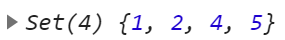 Set(4) {1, 2, 4, 5}